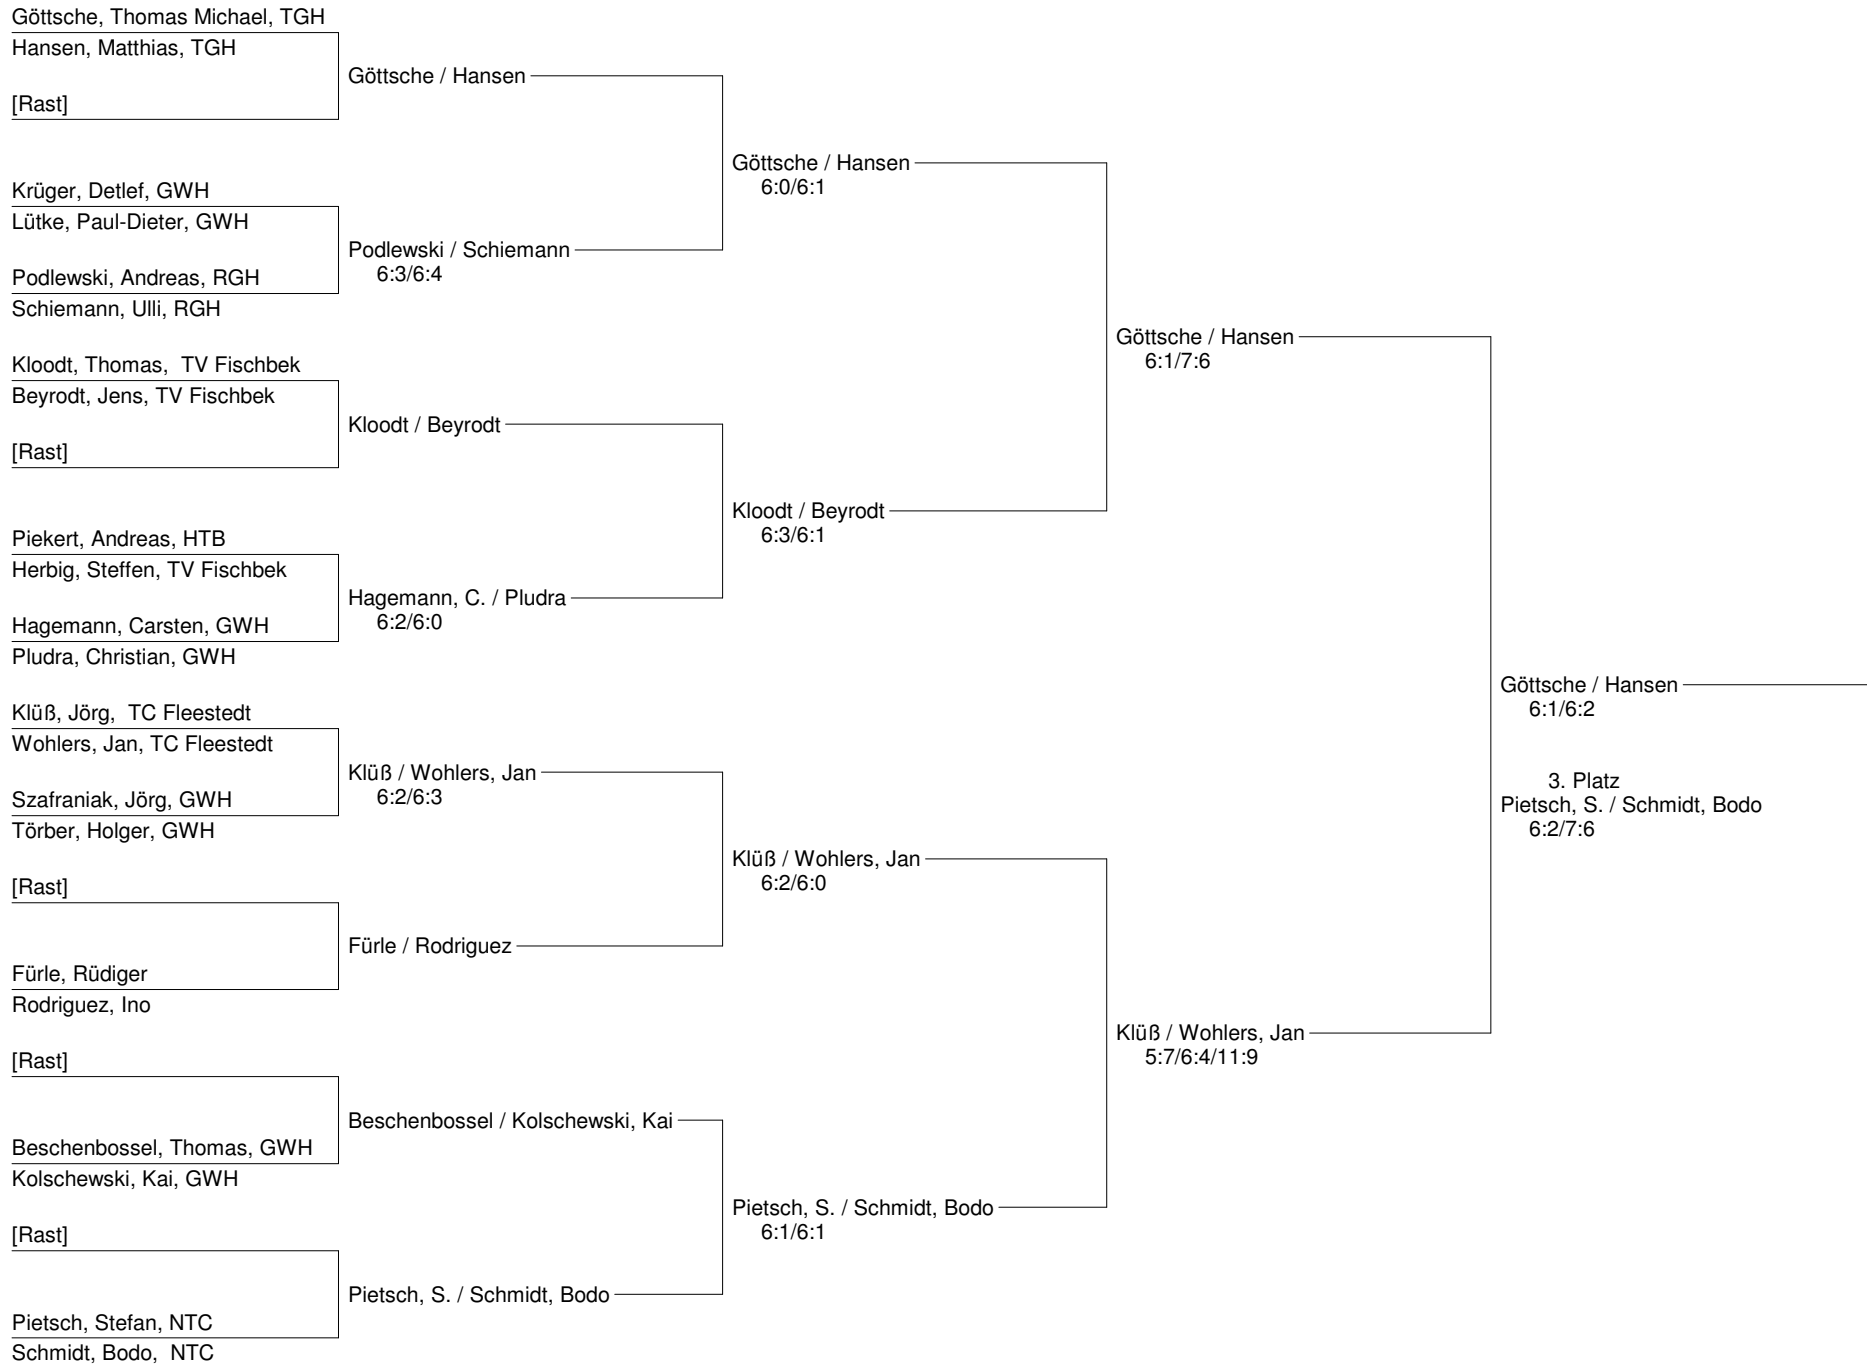 Göttsche, Thomas Michael, TGH
Hansen, Matthias, TGH
[Rast]
Krüger, Detlef, GWH
Lütke, Paul-Dieter, GWH
Podlewski, Andreas, RGH
Schiemann, Ulli, RGH
Kloodt, Thomas, TV Fischbek
Beyrodt, Jens, TV Fischbek
[Rast]
Piekert, Andreas, HTB
Herbig, Steffen, TV Fischbek
Hagemann, Carsten, GWH
Pludra, Christian, GWH
Klüß, Jörg, TC Fleestedt
Wohlers, Jan, TC Fleestedt
Szafraniak, Jörg, GWH
Törber, Holger, GWH
[Rast]
Fürle, Rüdiger
Rodriguez, Ino
[Rast]
Beschenbossel, Thomas, GWH
Kolschewski, Kai, GWH
[Rast]
Pietsch, Stefan, NTC
Schmidt, Bodo, NTC
Göttsche / Hansen
Podlewski / Schiemann
6:3/6:4
Kloodt / Beyrodt
Hagemann, C. / Pludra
6:2/6:0
Klüß / Wohlers, Jan
6:2/6:3
Fürle / Rodriguez
Beschenbossel / Kolschewski, Kai
Pietsch, S. / Schmidt, Bodo
Göttsche / Hansen
6:0/6:1
Kloodt / Beyrodt
6:3/6:1
Klüß / Wohlers, Jan
6:2/6:0
Pietsch, S. / Schmidt, Bodo
6:1/6:1
Göttsche / Hansen
6:1/7:6
Klüß / Wohlers, Jan
5:7/6:4/11:9
Göttsche / Hansen
6:1/6:2
3. Platz
Pietsch, S. / Schmidt, Bodo
6:2/7:6